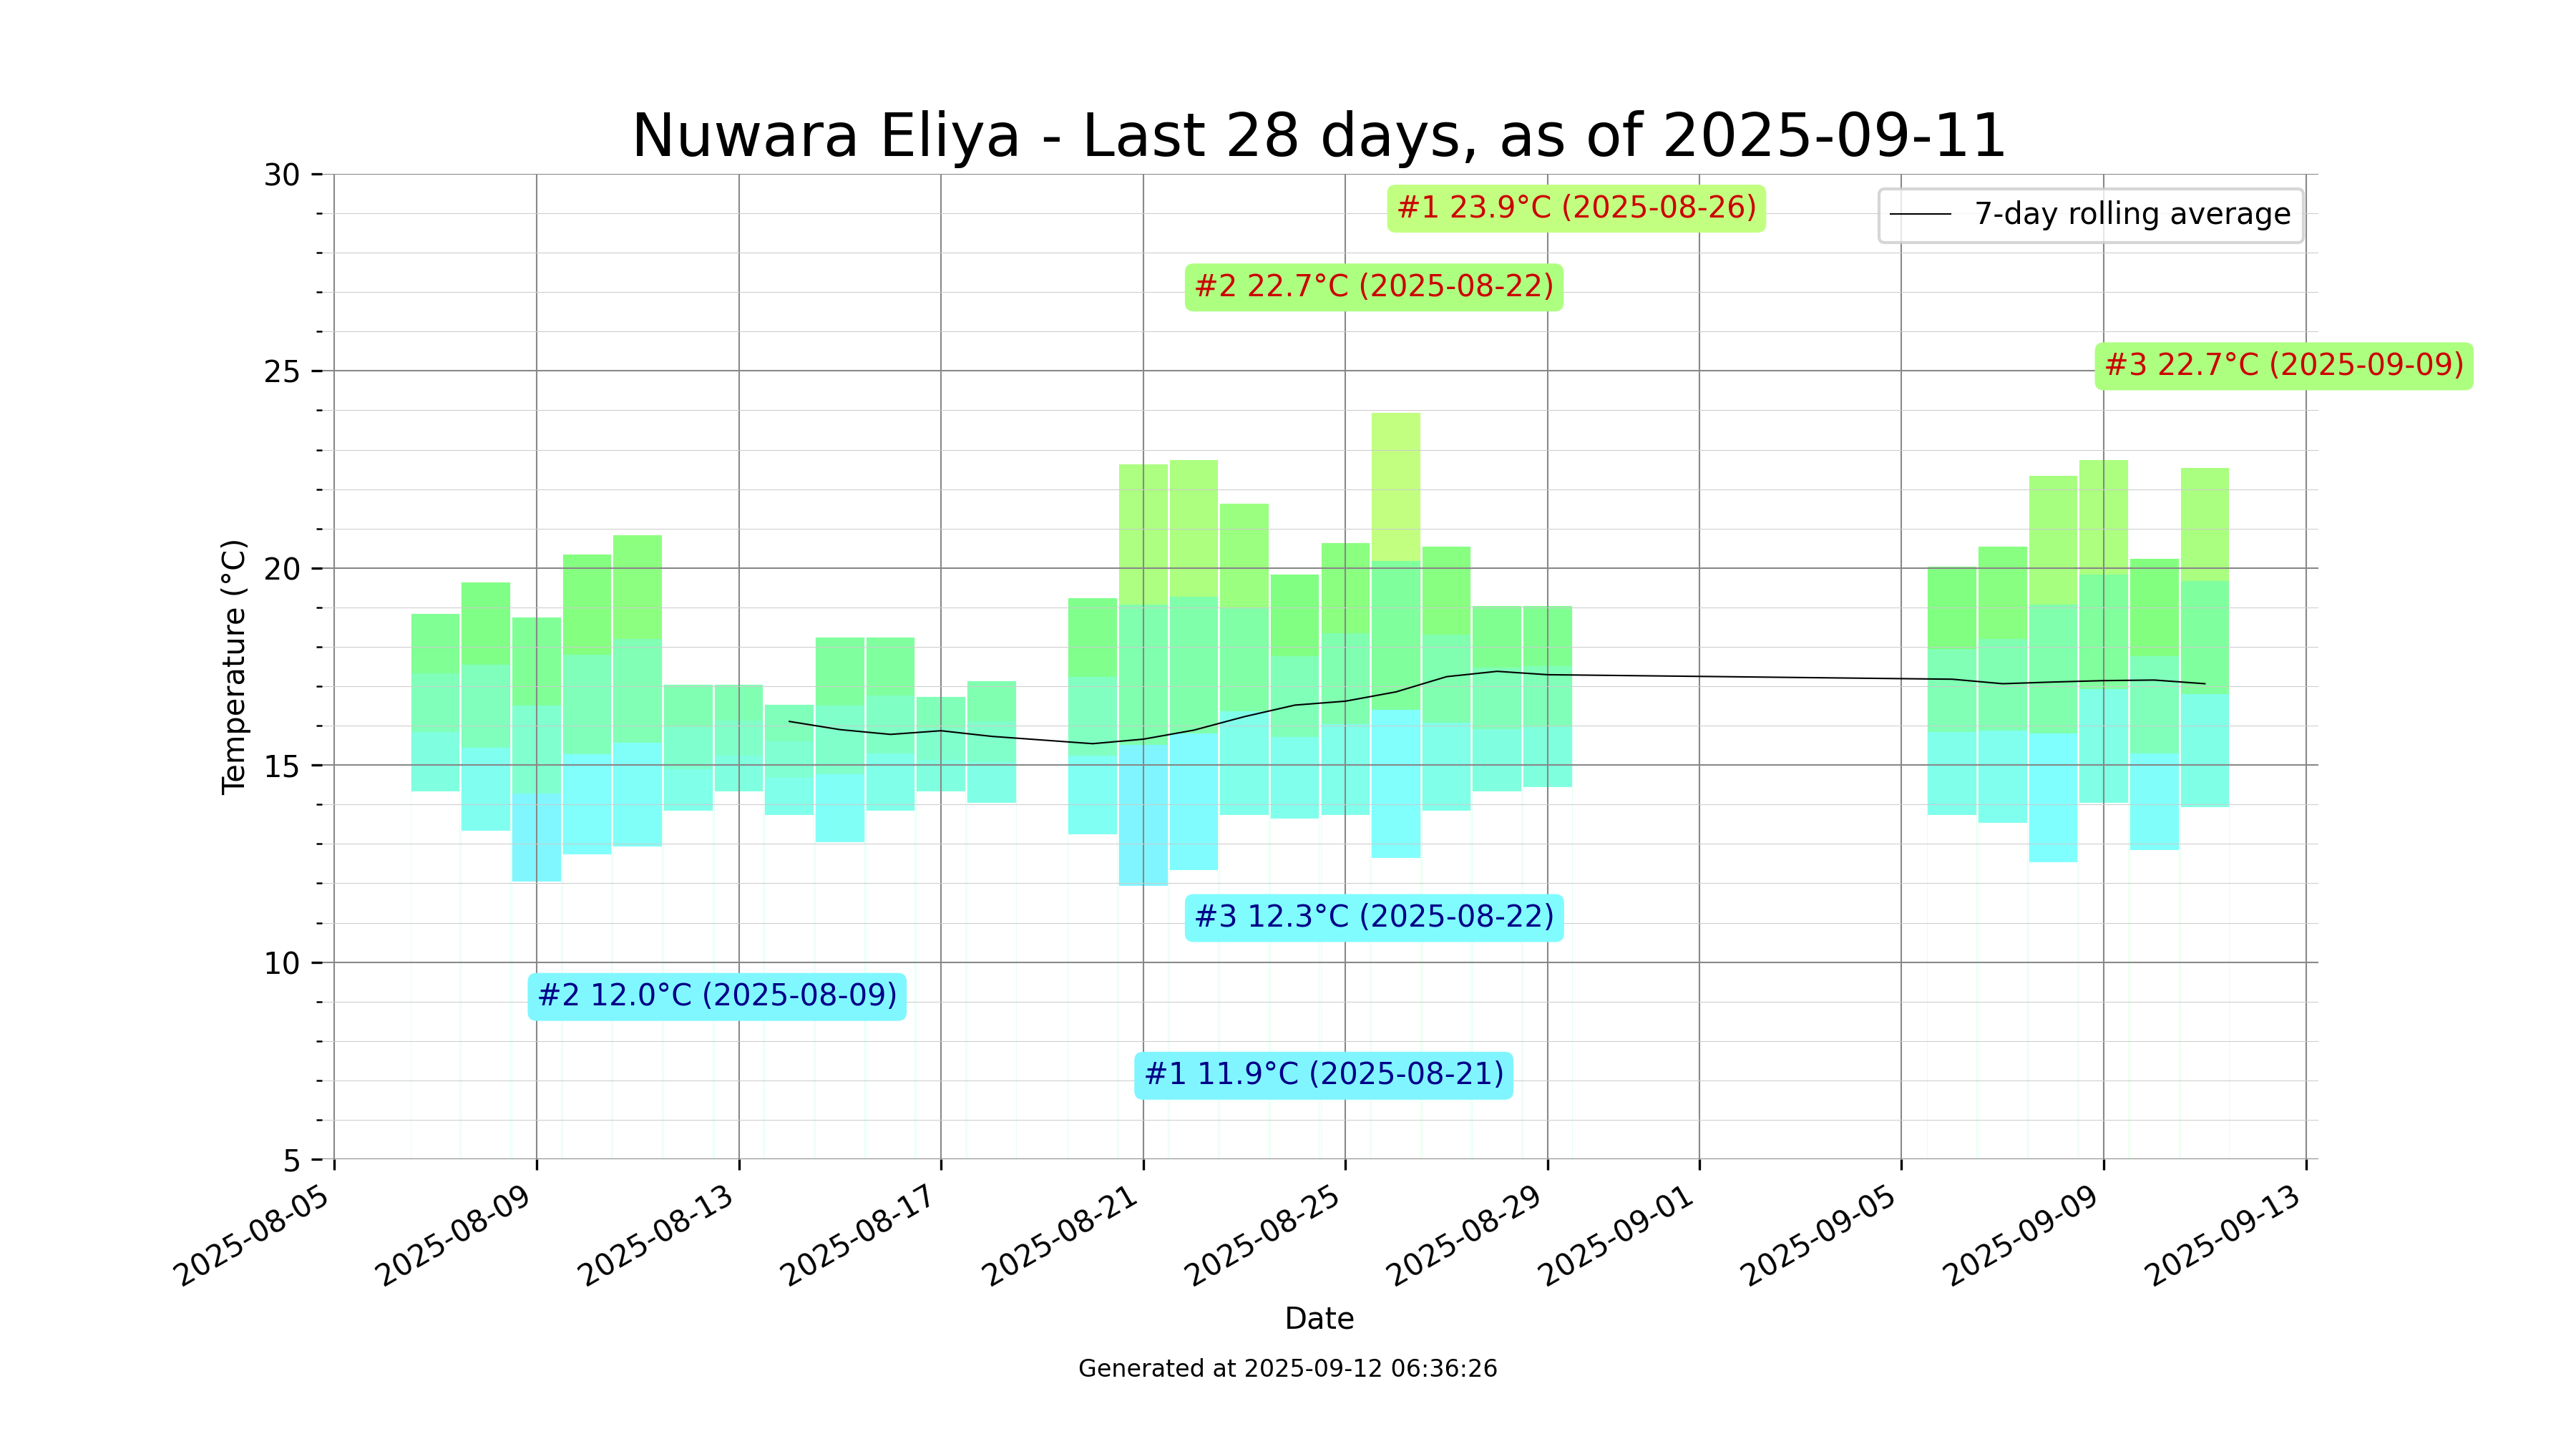 Nuwara Eliya - Last 28 days, as of 2025-09-11
30
25
20
15
10
5
Temperature (°C)
#1 23.9°C (2025-08-26)
7-day rolling average
#2 22.7°C (2025-08-22)
#3 22.7°C (2025-09-09)
#3 12.3°C (2025-08-22)
#2 12.0°C (2025-08-09)
#1 11.9°C (2025-08-21)
2025-08-05
2025-08-09
2025-08-13
2025-08-17
2025-08-21
2025-08-25
2025-08-29
2025-09-01
2025-09-05
2025-09-09
2025-09-13
Date
Generated at 2025-09-12 06:36:26